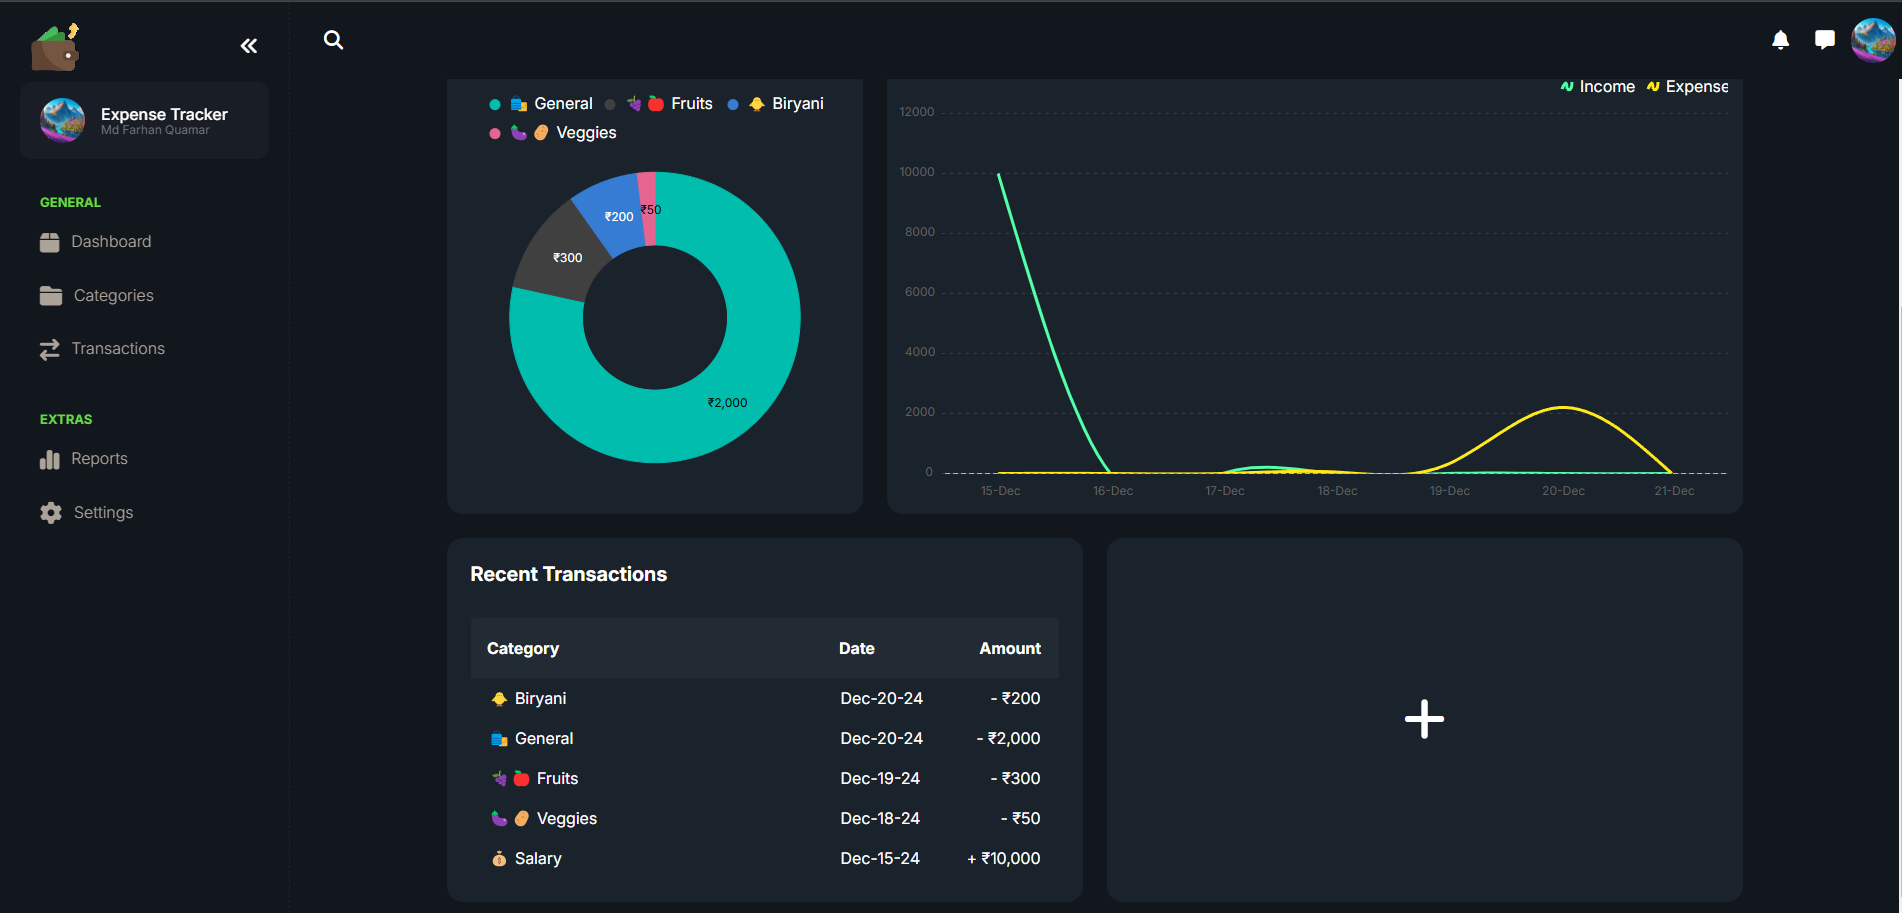 Expense Tracker
Md Farhan Quamar
GENERAL
Dashboard
Categories
Transactions
EXTRAS
Reports
Settings
General Fruits Biryani
Veggies
₹200
₹50
₹300
₹2,000
Income Expense
12000
10000
8000
6000
4000
2000
0
15-Dec 16-Dec 17-Dec 18-Dec 19-Dec 20-Dec 21-Dec
Recent Transactions
Category Date Amount
Biryani Dec-20-24 - ₹200
General Dec-20-24 - ₹2,000
Fruits Dec-19-24 - ₹300
Veggies Dec-18-24 - ₹50
Salary Dec-15-24 + ₹10,000